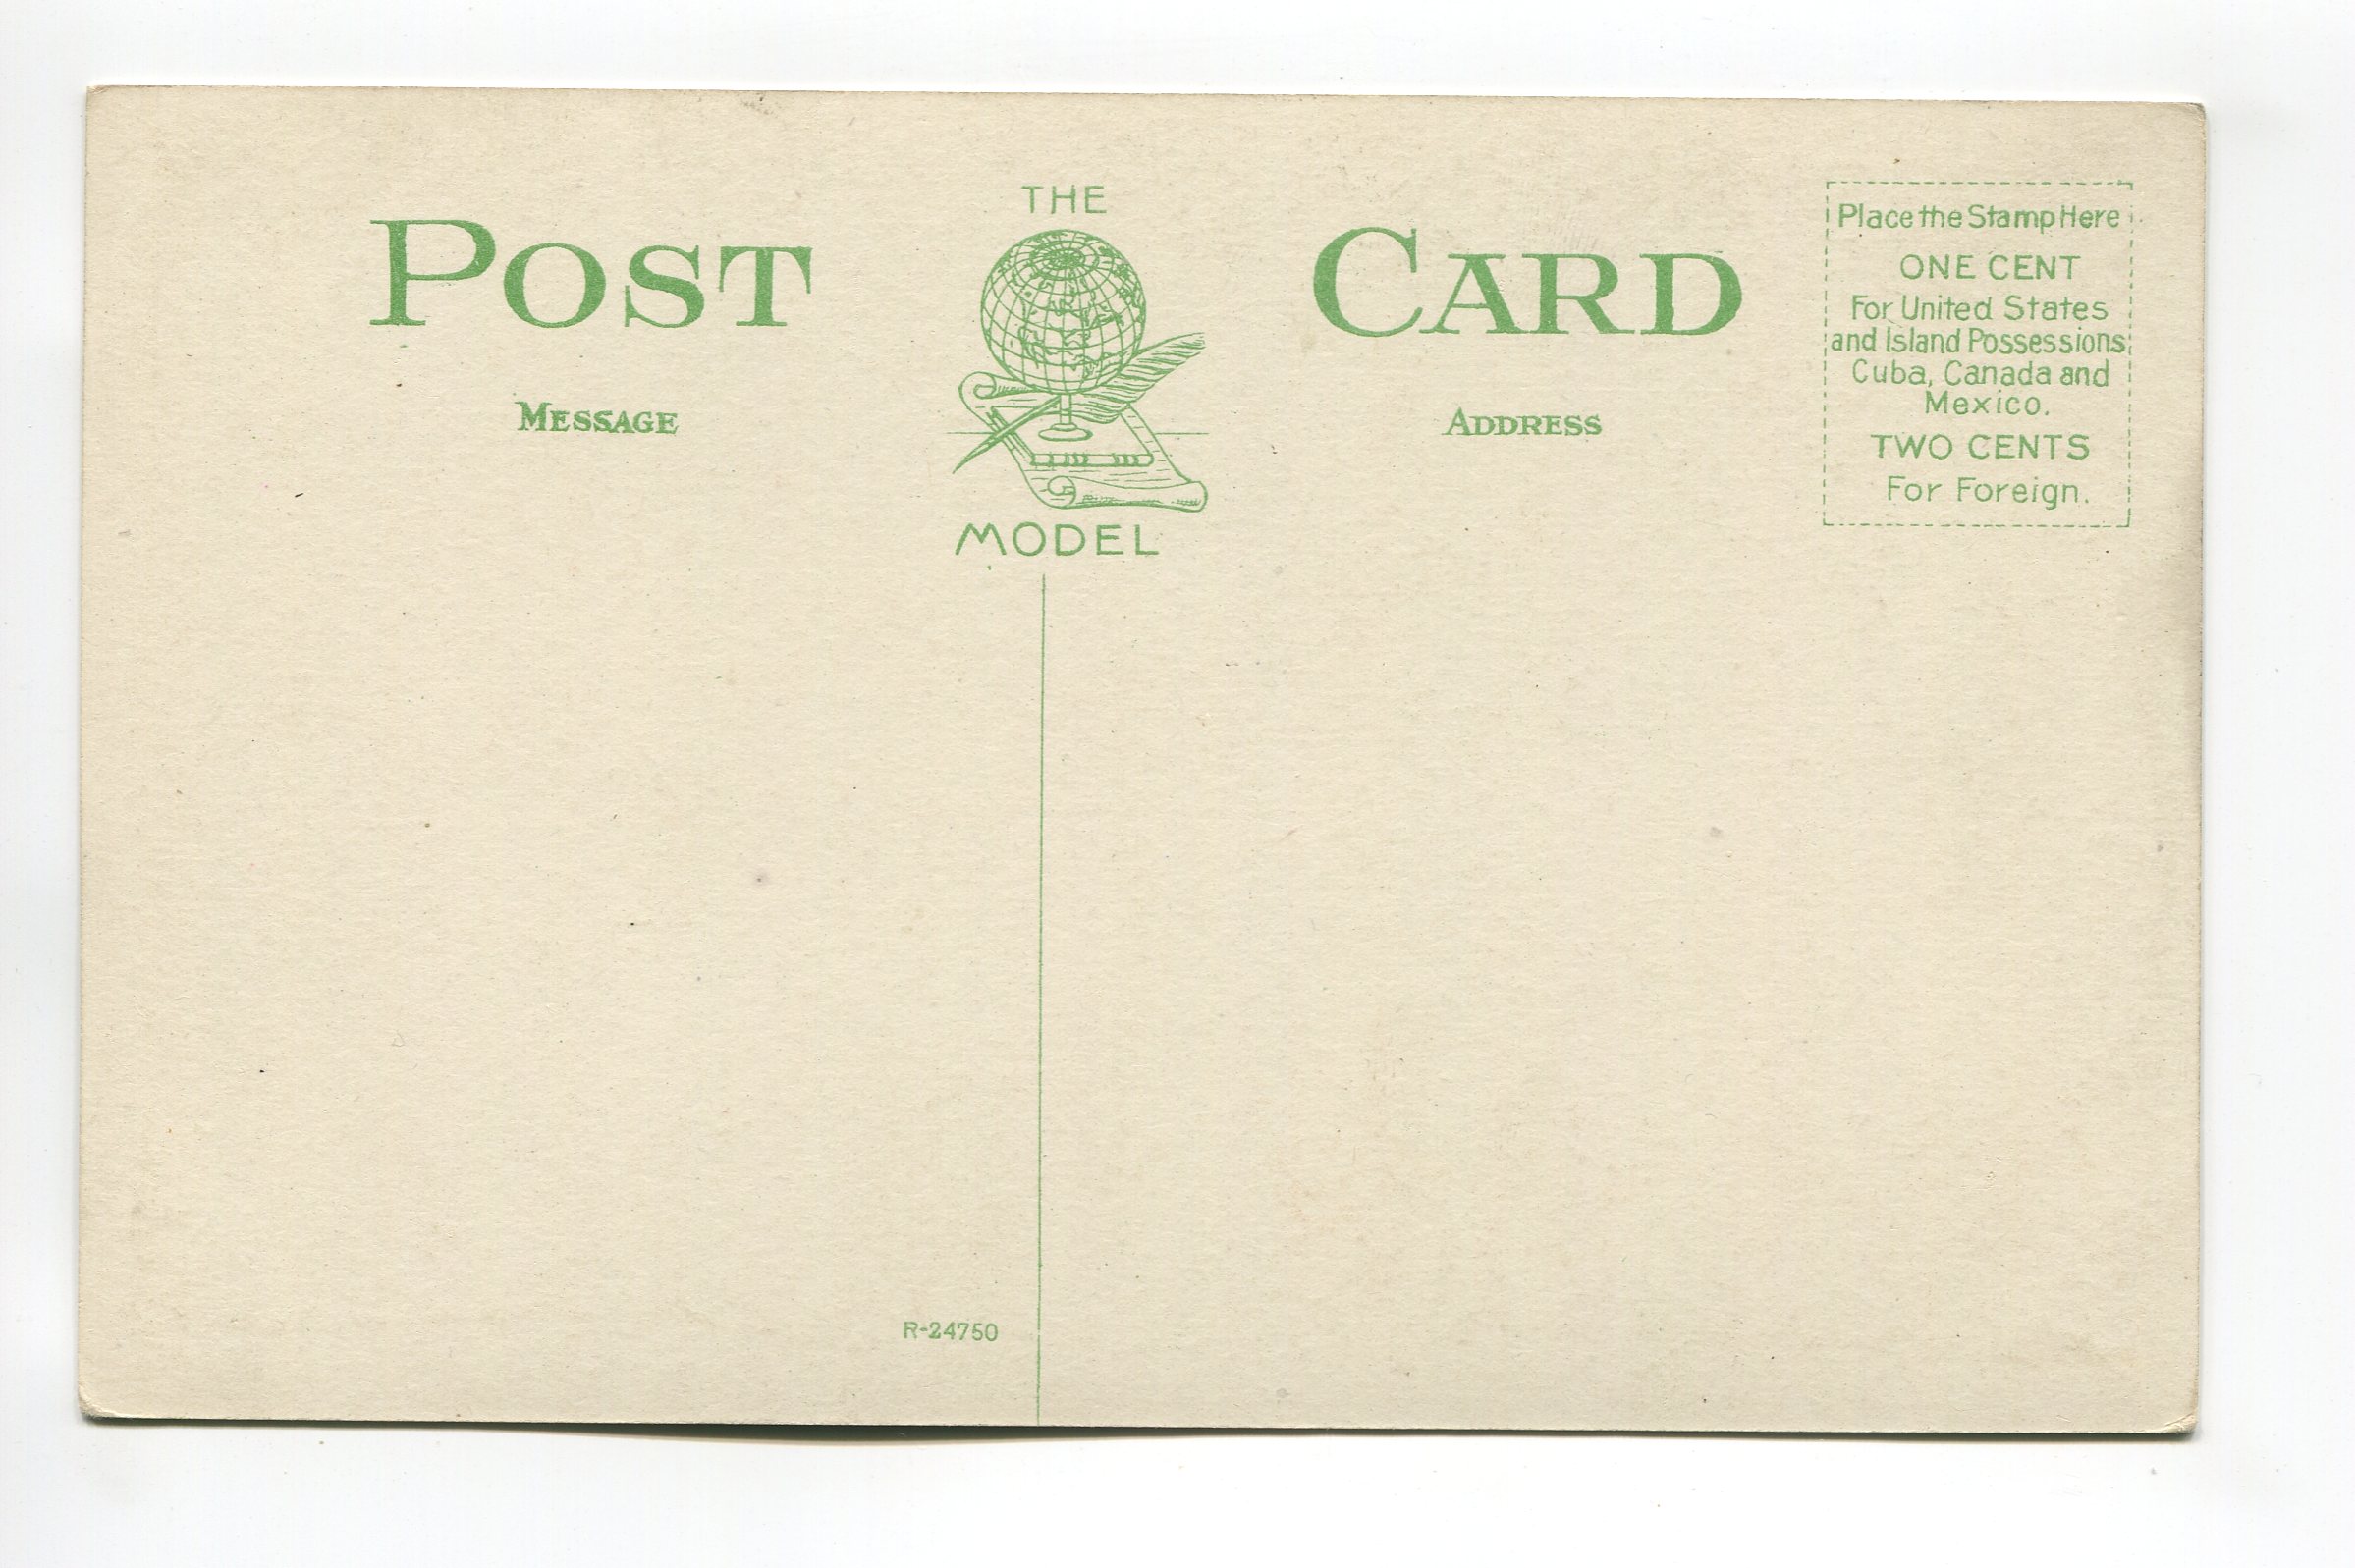 THE
POST CARD
MESSAGE
ADDRESS
MODEL
Place the Stamp Here
ONE CENT
For United States
and Island Possessions
Cuba, Canada and
Mexico.
TWO CENTS
For Foreign.
R-24750